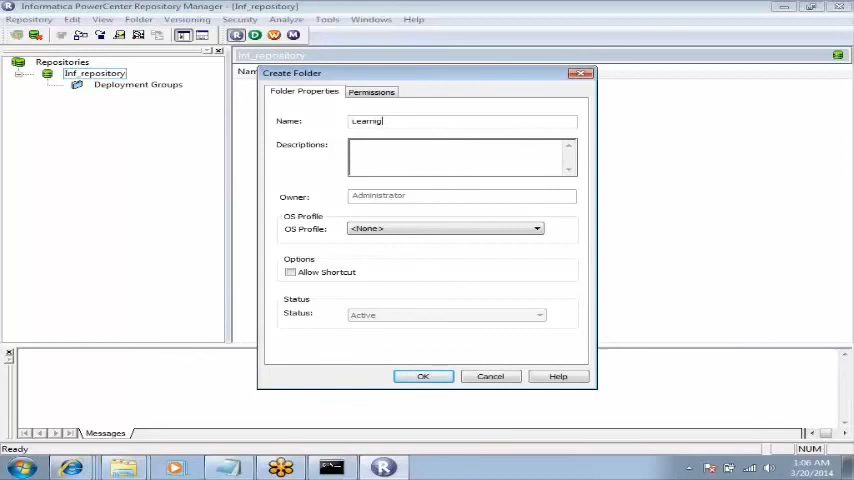 Informatica PowerCenter Repository Manager - [Inf_repository]
Repository Edit View Folder Versioning Security Analyze Tools Windows Help
R D W M
Repositories
Inf_repository
Deployment Groups
Inf_repository
Nam
Create Folder
Folder Properties Permissions
Name: Learnig
Descriptions:
Owner: Administrator
OS Profile
OS Profile: <None>
Options
Allow Shortcut
Status
Status: Active
OK Cancel Help
Messages
Ready NUM
1:06 AM
3/20/2014